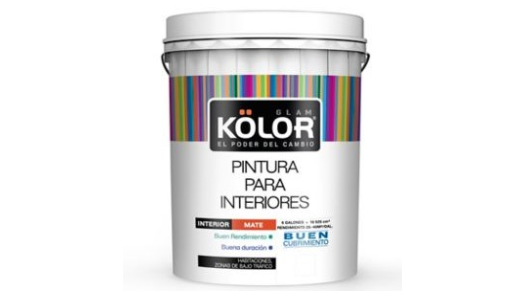 GLAM
KÖLOR
EL PODER DEL CAMBIO
PINTURA
PARA
INTERIORES
INTERIOR MATE
Buen Rendimiento
Buena duración
BUEN
CUBRIMIENTO
HABITACIONES,
ZONAS DE BAJO TRÁFICO